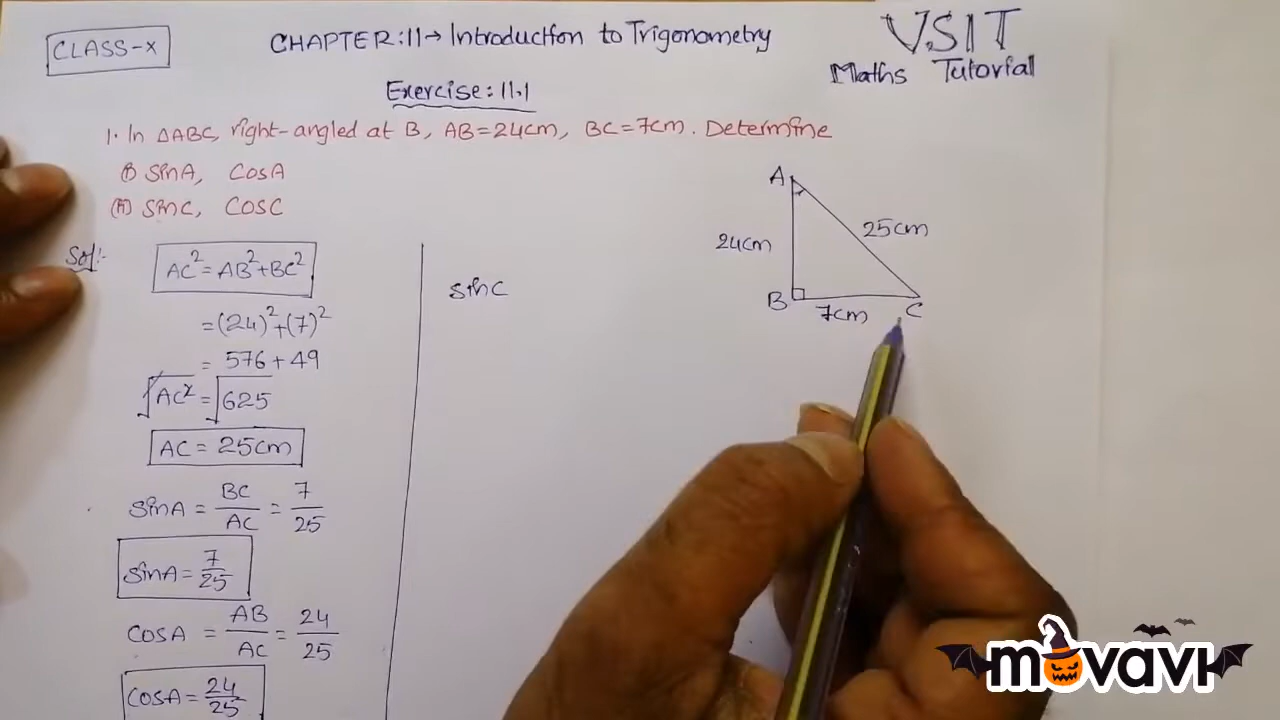 CLASS-X
CHAPTER:11→ Introduction to Trigonometry
VSIT
Maths Tutorial
Exercise: 11.1
1. In ∆ABC, right-angled at B, AB=24cm, BC=7cm. Determine
(i) sinA, CosA
(ii) sinC, COSC
Sol:-
AC² = AB²+BC²
= (24)²+(7)²
= 576+49
√AC² = √625
AC = 25cm
sinA = BC/AC = 7/25
sinA = 7/25
COSA = AB/AC = 24/25
COSA = 24/25
sinC
A
24cm
25cm
B
7cm
C
movavi